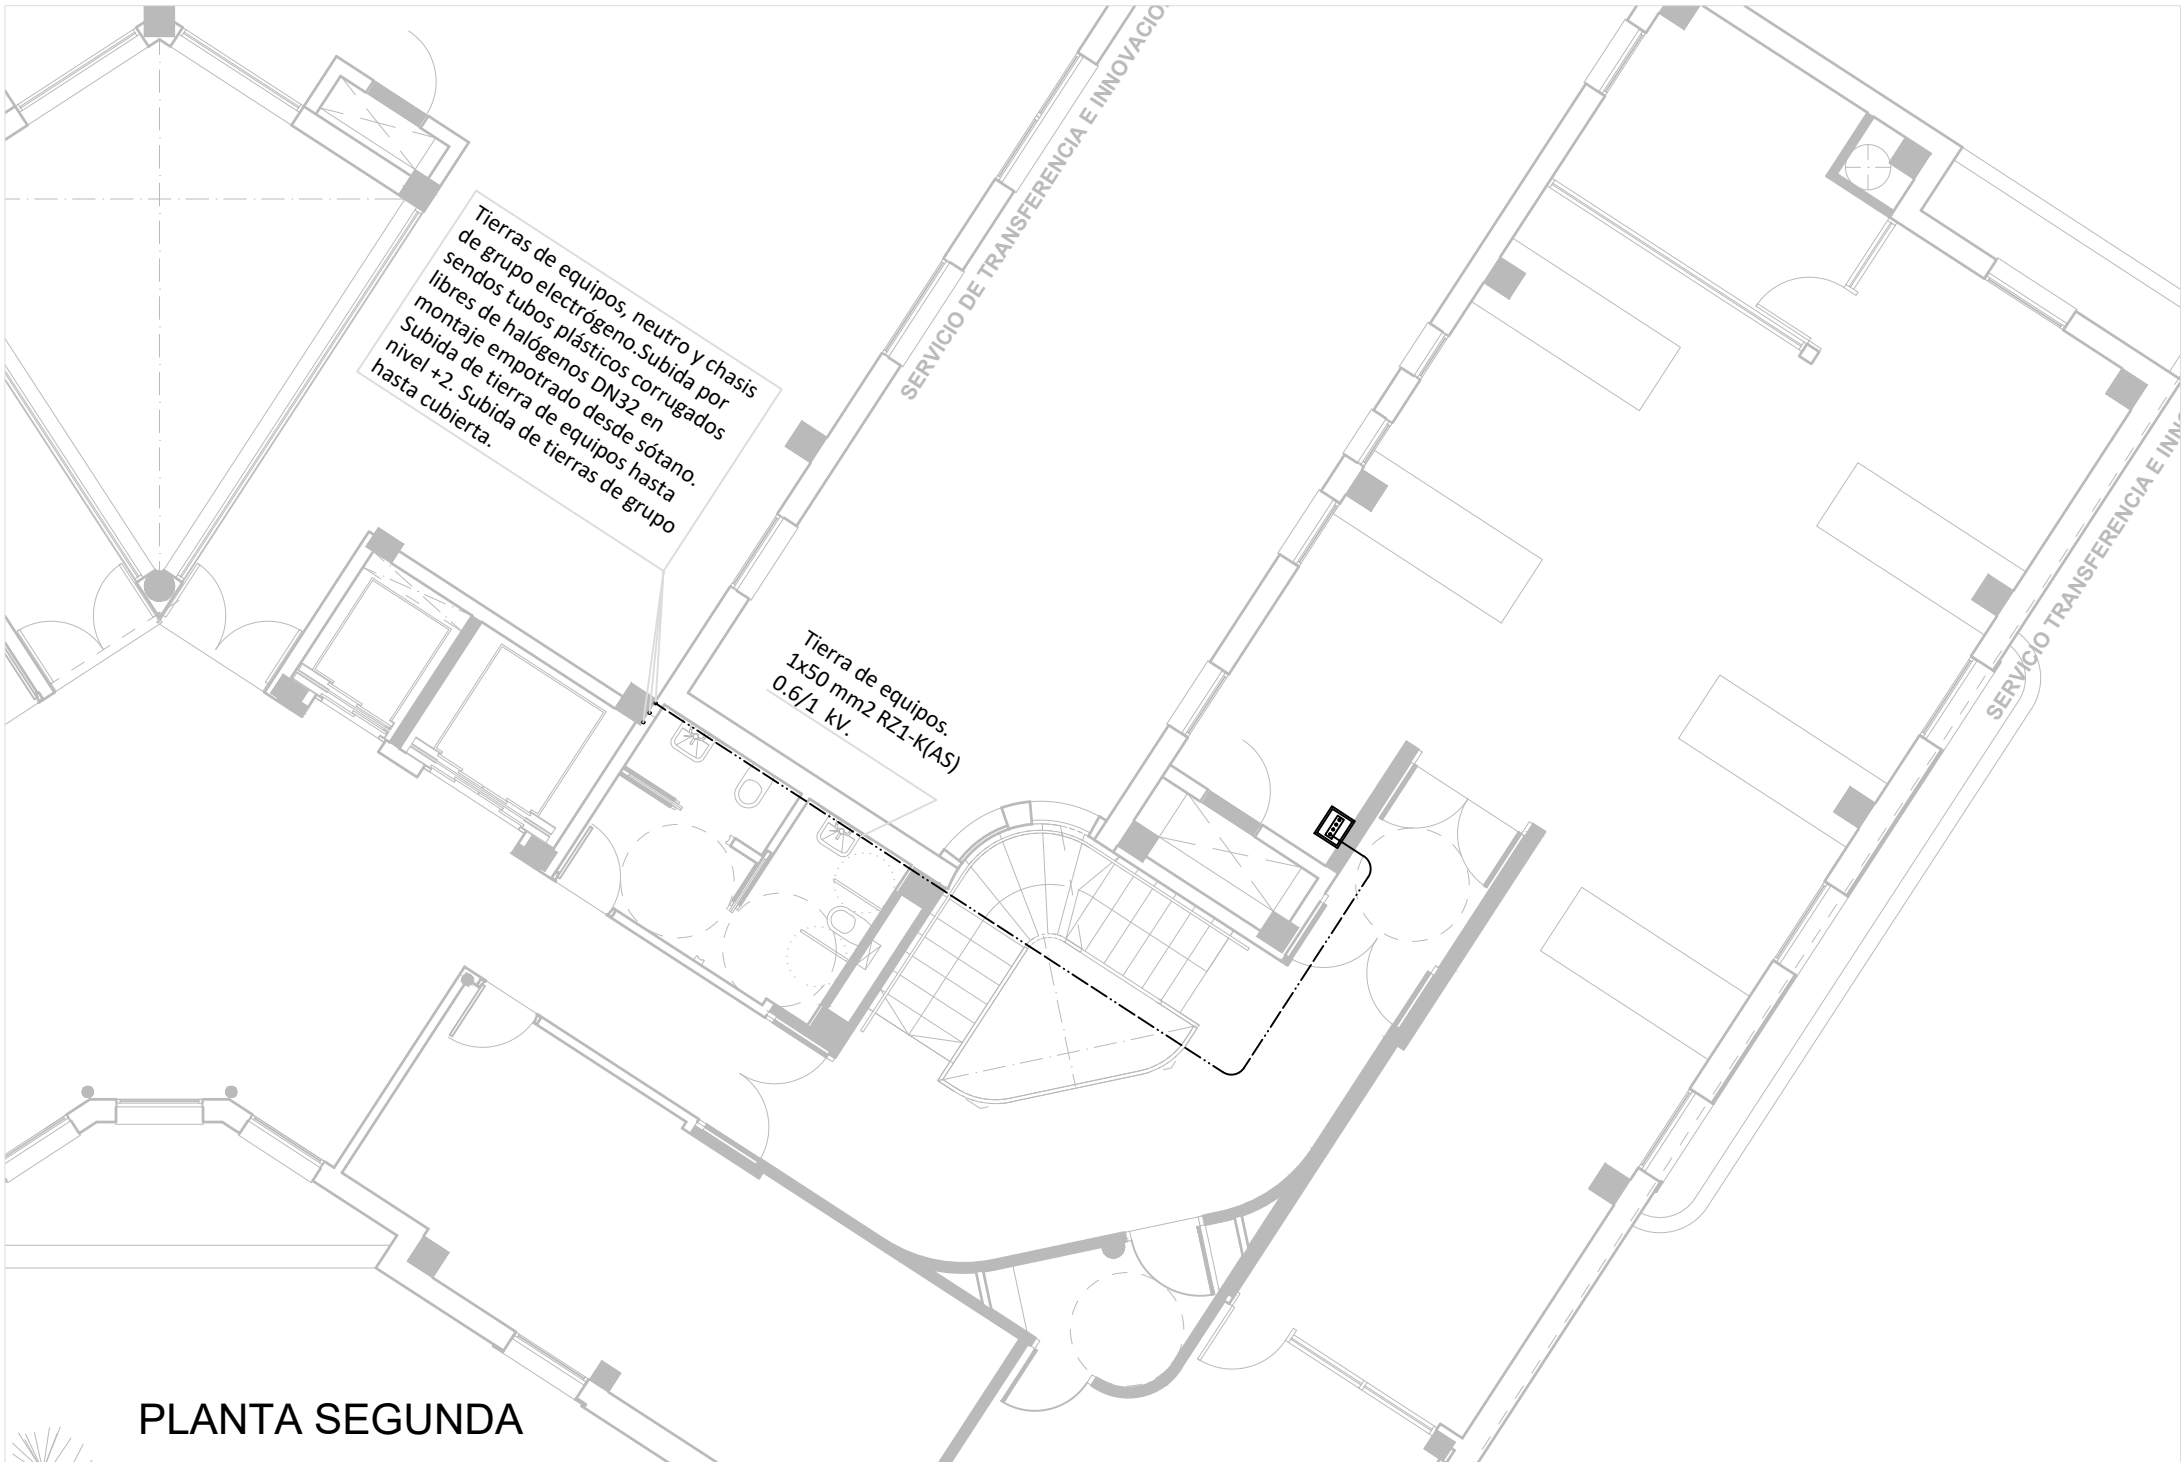 SERVICIO DE TRANSFERENCIA E INNOVACIO
Tierras de equipos, neutro y chasis
de grupo electrógeno.Subida por
sendos tubos plásticos corrugados
libres de halógenos DN32 en
montaje empotrado desde sótano.
Subida de tierra de equipos hasta
nivel +2. Subida de tierras de grupo
hasta cubierta.
Tierra de equipos.
1x50 mm2 RZ1-K(AS)
0.6/1 kV.
SERVICIO TRANSFERENCIA E INNO
PLANTA SEGUNDA